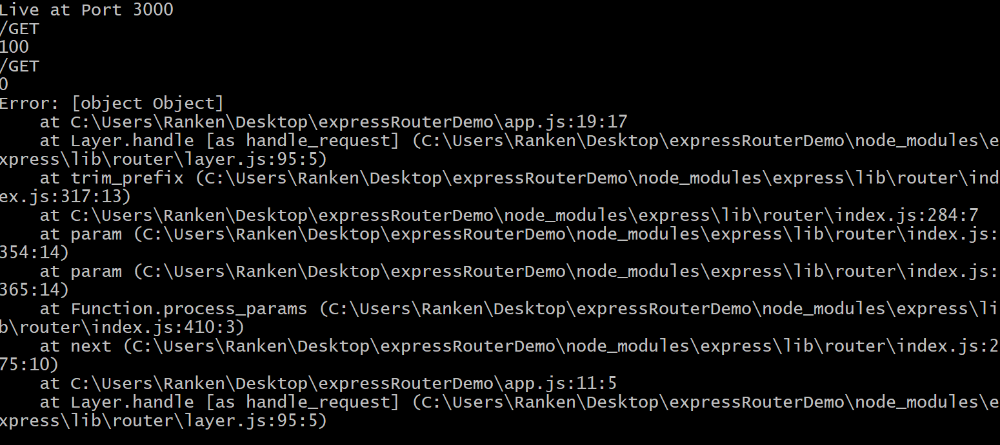 Live at Port 3000
/GET
100
/GET
0
Error: [object Object]
    at C:\Users\Ranken\Desktop\expressRouterDemo\app.js:19:17
    at Layer.handle [as handle_request] (C:\Users\Ranken\Desktop\expressRouterDemo\node_modules\e
xpress\lib\router\layer.js:95:5)
    at trim_prefix (C:\Users\Ranken\Desktop\expressRouterDemo\node_modules\express\lib\router\ind
ex.js:317:13)
    at C:\Users\Ranken\Desktop\expressRouterDemo\node_modules\express\lib\router\index.js:284:7
    at param (C:\Users\Ranken\Desktop\expressRouterDemo\node_modules\express\lib\router\index.js:
354:14)
    at param (C:\Users\Ranken\Desktop\expressRouterDemo\node_modules\express\lib\router\index.js:
365:14)
    at Function.process_params (C:\Users\Ranken\Desktop\expressRouterDemo\node_modules\express\li
b\router\index.js:410:3)
    at next (C:\Users\Ranken\Desktop\expressRouterDemo\node_modules\express\lib\router\index.js:2
75:10)
    at C:\Users\Ranken\Desktop\expressRouterDemo\app.js:11:5
    at Layer.handle [as handle_request] (C:\Users\Ranken\Desktop\expressRouterDemo\node_modules\e
xpress\lib\router\layer.js:95:5)